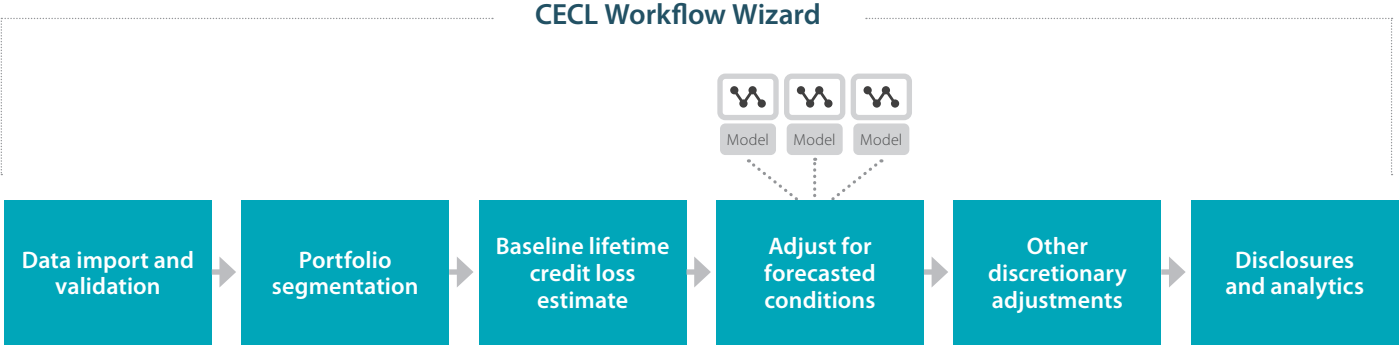 CECL Workflow Wizard
Model Model Model
Data import and
validation
Portfolio
segmentation
Baseline lifetime
credit loss
estimate
Adjust for
forecasted
conditions
Other
discretionary
adjustments
Disclosures
and analytics